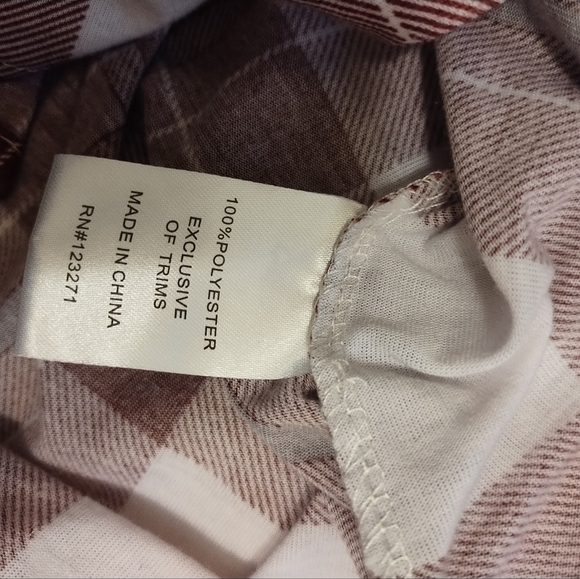 100%POLYESTER
EXCLUSIVE
OF TRIMS
MADE IN CHINA
RN#123271